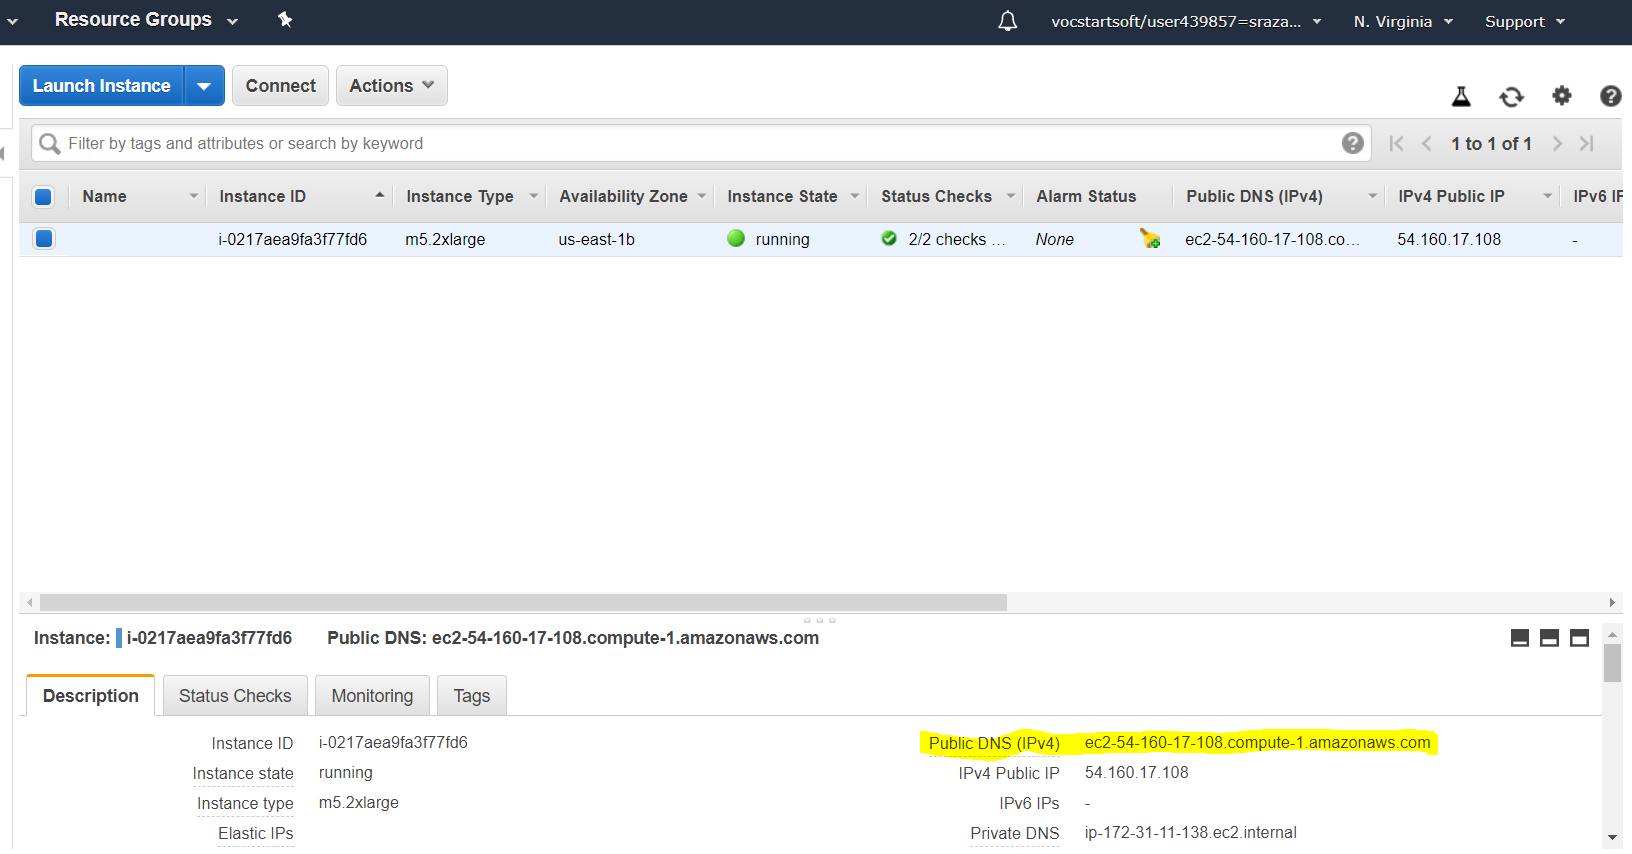 Resource Groups vocstartsoft/user439857=sraza... N. Virginia Support
Launch Instance Connect Actions
Filter by tags and attributes or search by keyword ? 1 to 1 of 1 ?
Name Instance ID Instance Type Availability Zone Instance State Status Checks Alarm Status Public DNS (IPv4) IPv4 Public IP IPv6 IP
i-0217aea9fa3f77fd6 m5.2xlarge us-east-1b running 2/2 checks ... None ec2-54-160-17-108.co... 54.160.17.108 -
Instance: i-0217aea9fa3f77fd6 Public DNS: ec2-54-160-17-108.compute-1.amazonaws.com
Description Status Checks Monitoring Tags
Instance ID i-0217aea9fa3f77fd6 Public DNS (IPv4) ec2-54-160-17-108.compute-1.amazonaws.com
Instance state running IPv4 Public IP 54.160.17.108
Instance type m5.2xlarge IPv6 IPs -
Elastic IPs Private DNS ip-172-31-11-138.ec2.internal